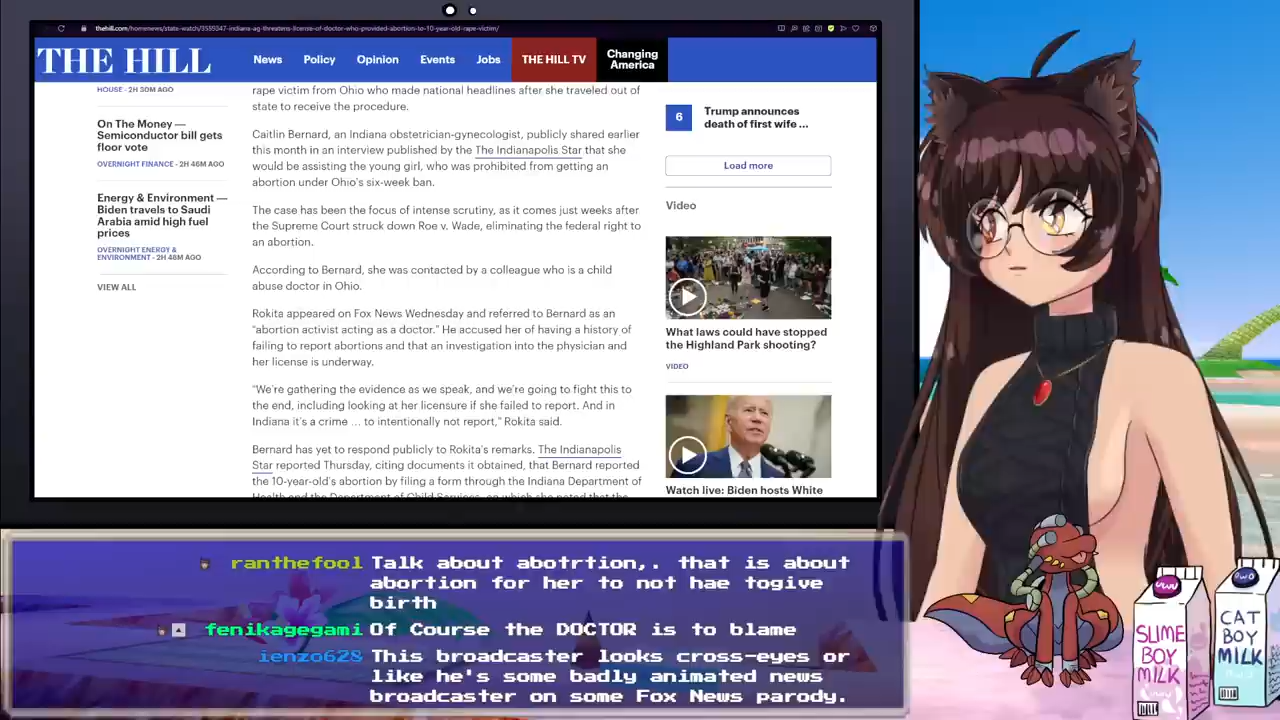 thehill.com/homenews/state-watch/3559347-indiana-ag-threatens-license-of-doctor-who-provided-abortion-to-10-year-old-rape-victim/
THE HILL
News
Policy
Opinion
Events
Jobs
THE HILL TV
Changing
America
HOUSE - 2H 30M AGO
On The Money —
Semiconductor bill gets
floor vote
OVERNIGHT FINANCE - 2H 46M AGO
Energy & Environment —
Biden travels to Saudi
Arabia amid high fuel
prices
OVERNIGHT ENERGY &
ENVIRONMENT - 2H 48M AGO
VIEW ALL
rape victim from Ohio who made national headlines after she traveled out of
state to receive the procedure.
Caitlin Bernard, an Indiana obstetrician-gynecologist, publicly shared earlier
this month in an interview published by the The Indianapolis Star that she
would be assisting the young girl, who was prohibited from getting an
abortion under Ohio's six-week ban.
The case has been the focus of intense scrutiny, as it comes just weeks after
the Supreme Court struck down Roe v. Wade, eliminating the federal right to
an abortion.
According to Bernard, she was contacted by a colleague who is a child
abuse doctor in Ohio.
Rokita appeared on Fox News Wednesday and referred to Bernard as an
"abortion activist acting as a doctor." He accused her of having a history of
failing to report abortions and that an investigation into the physician and
her license is underway.
"We're gathering the evidence as we speak, and we're going to fight this to
the end, including looking at her licensure if she failed to report. And in
Indiana it's a crime … to intentionally not report," Rokita said.
Bernard has yet to respond publicly to Rokita's remarks. The Indianapolis
Star reported Thursday, citing documents it obtained, that Bernard reported
the 10-year-old's abortion by filing a form through the Indiana Department of
Health and the Department of Child Services, on which she noted that the
6
Trump announces
death of first wife ...
Load more
Video
What laws could have stopped
the Highland Park shooting?
VIDEO
Watch live: Biden hosts White
ranthefool Talk about abotrtion,. that is about
abortion for her to not hae togive
birth
fenikagegami Of Course the DOCTOR is to blame
ienzo628 This broadcaster looks cross-eyes or
like he's some badly animated news
broadcaster on some Fox News parody.
SLIME
BOY
MILK
UWU
OWO
CAT
BOY
MILK